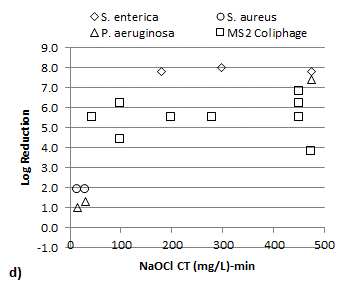 S. enterica S. aureus
P. aeruginosa MS2 Coliphage
9.0
8.0
7.0
6.0
5.0
4.0
3.0
2.0
1.0
0.0
-1.0
Log Reduction
0 100 200 300 400 500
NaOCl CT (mg/L)-min
d)